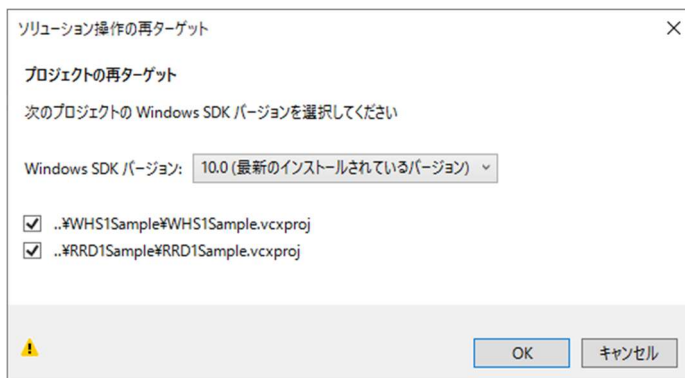 ソリューション操作の再ターゲット
プロジェクトの再ターゲット
次のプロジェクトの Windows SDK バージョンを選択してください
Windows SDK バージョン: 10.0 (最新のインストールされているバージョン)
..¥WHS1Sample¥WHS1Sample.vcxproj
..¥RRD1Sample¥RRD1Sample.vcxproj
OK キャンセル